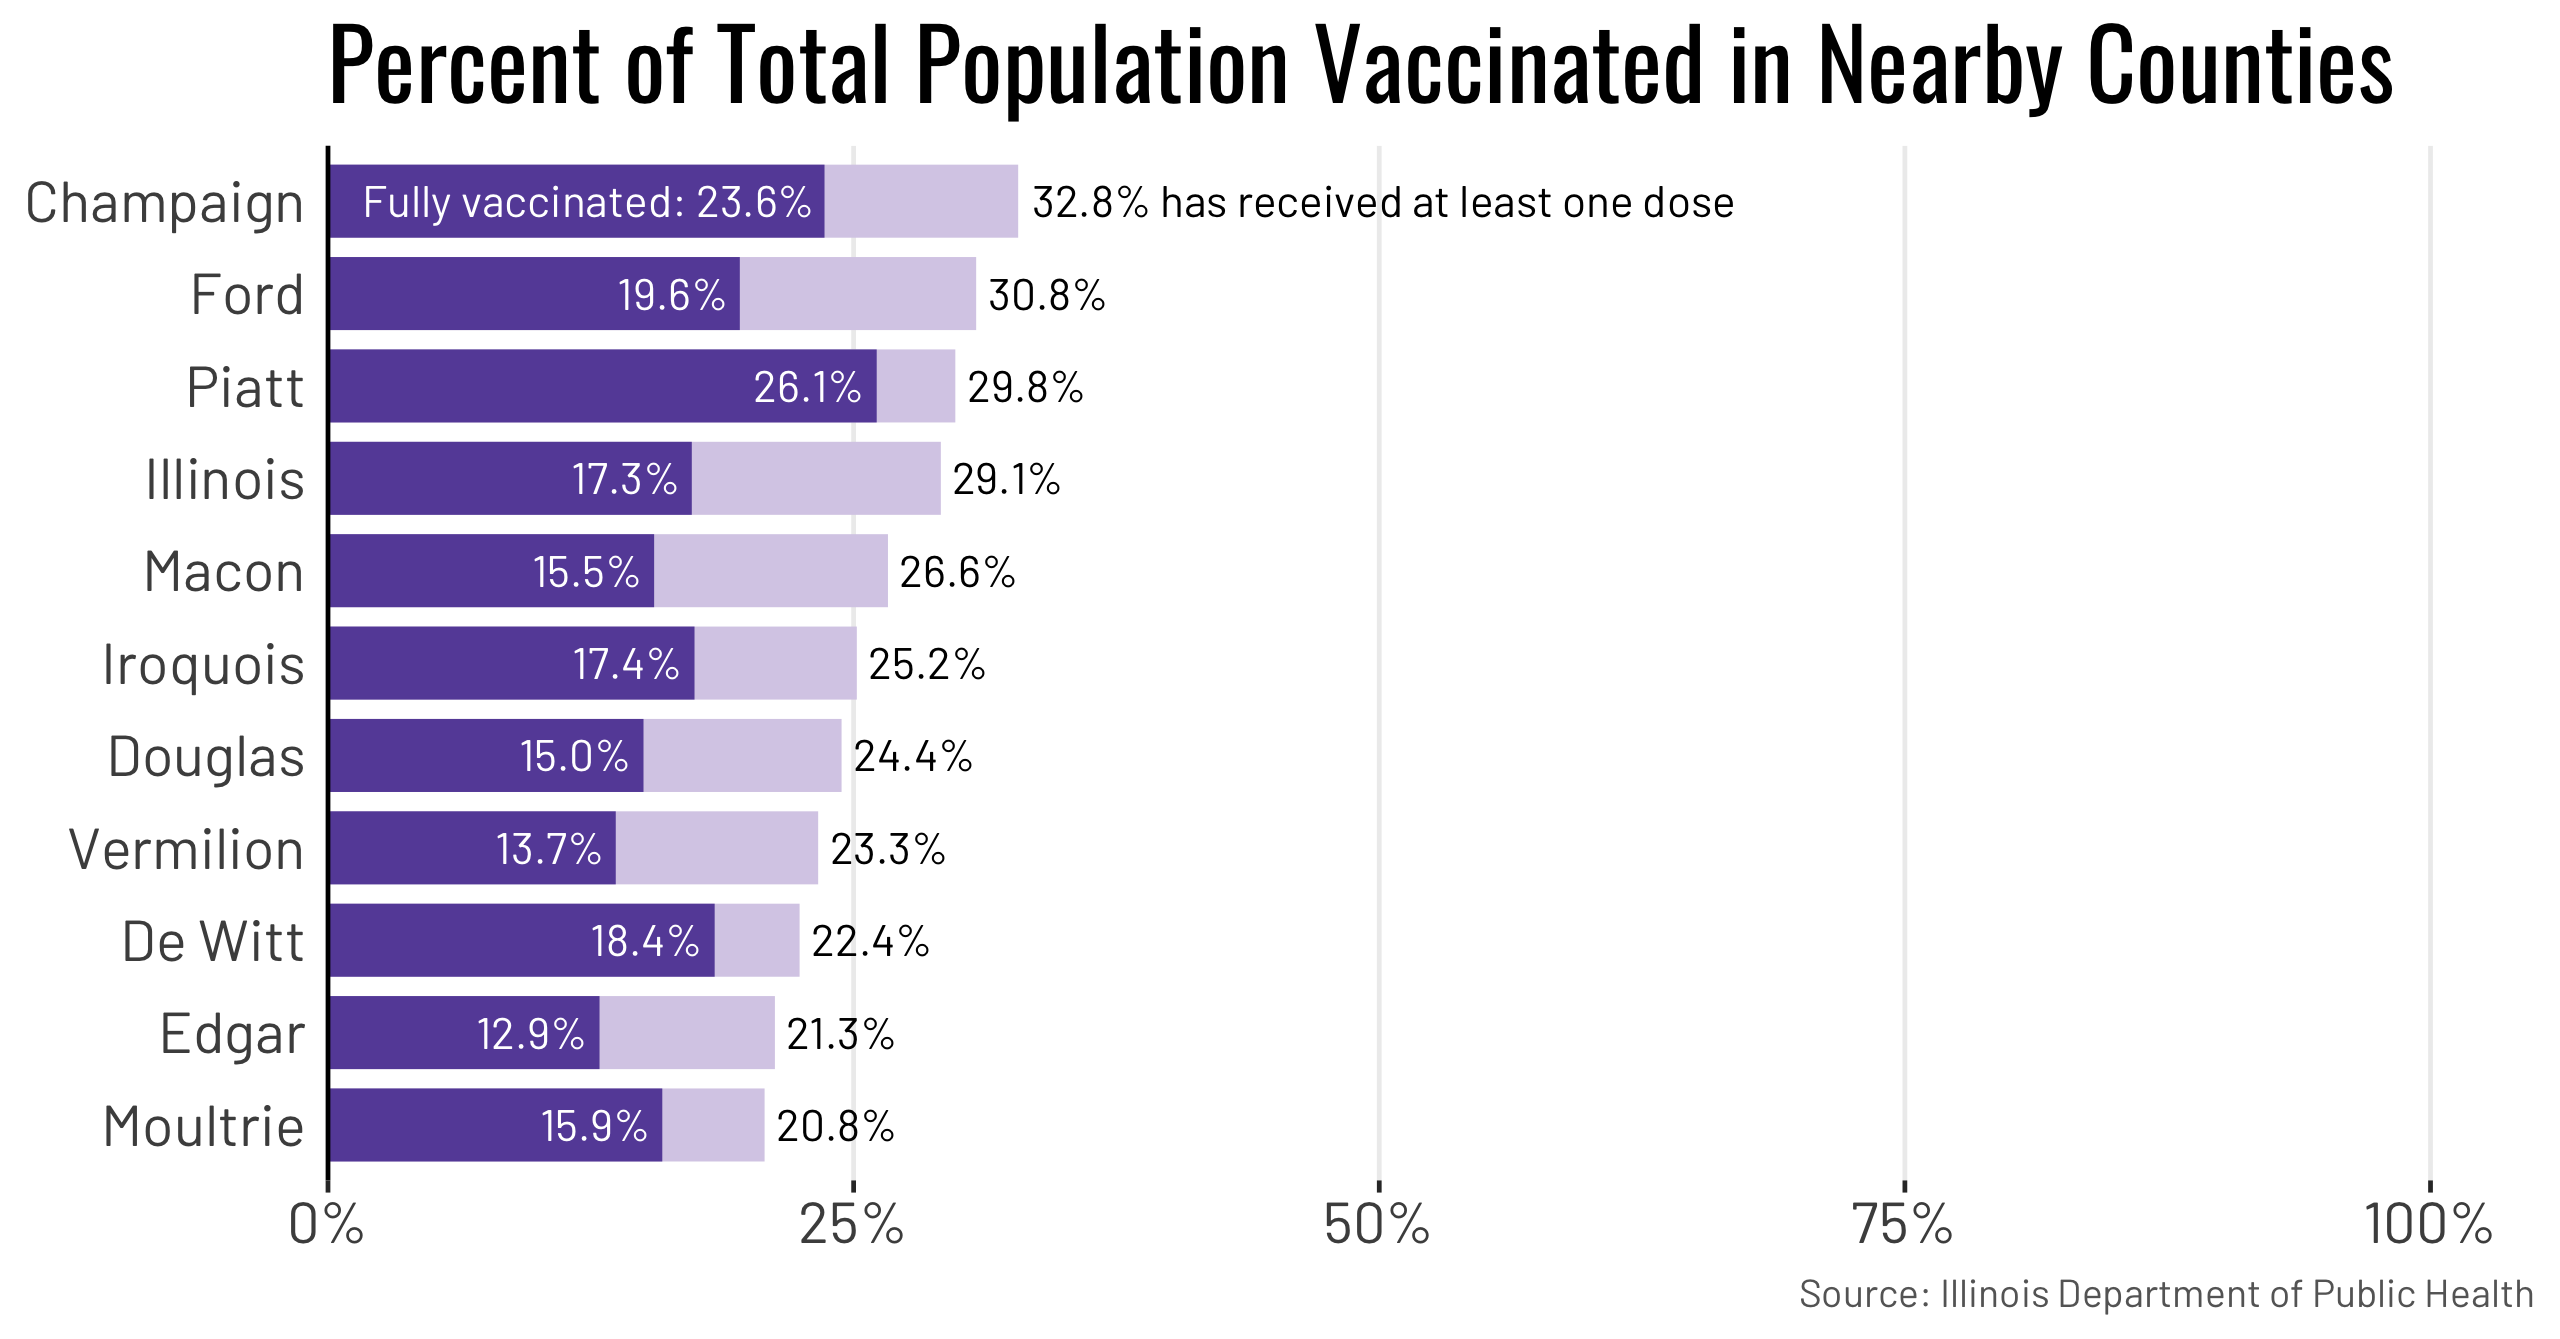 Percent of Total Population Vaccinated in Nearby Counties
Champaign Fully vaccinated: 23.6% 32.8% has received at least one dose
Ford 19.6% 30.8%
Piatt 26.1% 29.8%
Illinois 17.3% 29.1%
Macon 15.5% 26.6%
Iroquois 17.4% 25.2%
Douglas 15.0% 24.4%
Vermilion 13.7% 23.3%
De Witt 18.4% 22.4%
Edgar 12.9% 21.3%
Moultrie 15.9% 20.8%
0% 25% 50% 75% 100%
Source: Illinois Department of Public Health